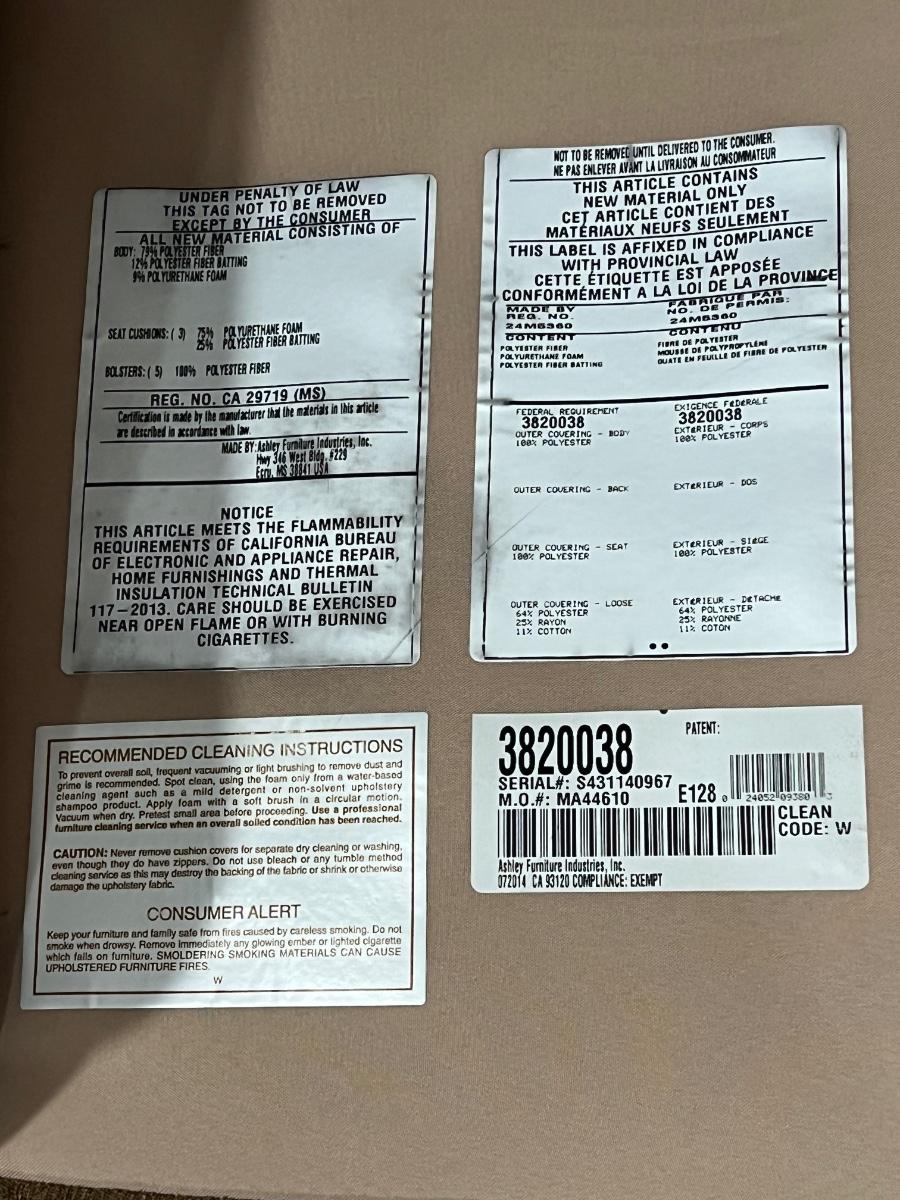 UNDER PENALTY OF LAW
THIS TAG NOT TO BE REMOVED
EXCEPT BY THE CONSUMER
ALL NEW MATERIAL CONSISTING OF
BODY: 79% POLYESTER FIBER
12% POLYESTER FIBER BATTING
9% POLYURETHANE FOAM
SEAT CUSHIONS: ( 3) 75% POLYURETHANE FOAM
25% POLYESTER FIBER BATTING
BOLSTERS: ( 5) 100% POLYESTER FIBER
REG. NO. CA 29719 (MS)
Certification is made by the manufacturer that the materials in this article
are described in accordance with law.
MADE BY: Ashley Furniture Industries, Inc.
Hwy 346 West Bldg. #229
Ecru, MS 38841 USA
NOTICE
THIS ARTICLE MEETS THE FLAMMABILITY
REQUIREMENTS OF CALIFORNIA BUREAU
OF ELECTRONIC AND APPLIANCE REPAIR,
HOME FURNISHINGS AND THERMAL
INSULATION TECHNICAL BULLETIN
117-2013. CARE SHOULD BE EXERCISED
NEAR OPEN FLAME OR WITH BURNING
CIGARETTES.
NOT TO BE REMOVED UNTIL DELIVERED TO THE CONSUMER.
NE PAS ENLEVER AVANT LA LIVRAISON AU CONSOMMATEUR
THIS ARTICLE CONTAINS
NEW MATERIAL ONLY
CET ARTICLE CONTIENT DES
MATÉRIAUX NEUFS SEULEMENT
THIS LABEL IS AFFIXED IN COMPLIANCE
WITH PROVINCIAL LAW
CETTE ÉTIQUETTE EST APPOSÉE
CONFORMÉMENT A LA LOI DE LA PROVINCE
MADE BY FABRIQUE PAR
REG. NO. NO. DE PERMIS:
24M6360 24M6360
CONTENT CONTENU
POLYESTER FIBER FIBRE DE POLYESTER
POLYURETHANE FOAM MOUSSE DE POLYPROPYLÉNE
POLYESTER FIBER BATTING OUATE EN FEUILLE DE FIBRE DE POLYESTER
FEDERAL REQUIREMENT EXIGENCE FéDéRALE
3820038 3820038
OUTER COVERING - BODY EXTéRIEUR - CORPS
100% POLYESTER 100% POLYESTER
OUTER COVERING - BACK EXTéRIEUR - DOS
OUTER COVERING - SEAT EXTéRIEUR - SIèGE
100% POLYESTER 100% POLYESTER
OUTER COVERING - LOOSE EXTéRIEUR - DéTACHé
64% POLYESTER 64% POLYESTER
25% RAYON 25% RAYONNE
11% COTTON 11% COTON
RECOMMENDED CLEANING INSTRUCTIONS
To prevent overall soil, frequent vacuuming or light brushing to remove dust and
grime is recommended. Spot clean, using the foam only from a water-based
cleaning agent such as a mild detergent or non-solvent upholstery
shampoo product. Apply foam with a soft brush in a circular motion.
Vacuum when dry. Pretest small area before proceeding. Use a professional
furniture cleaning service when an overall soiled condition has been reached.
CAUTION: Never remove cushion covers for separate dry cleaning or washing,
even though they do have zippers. Do not use bleach or any tumble method
cleaning service as this may destroy the backing of the fabric or shrink or otherwise
damage the upholstery fabric.
CONSUMER ALERT
Keep your furniture and family safe from fires caused by careless smoking. Do not
smoke when drowsy. Remove immediately any glowing ember or lighted cigarette
which falls on furniture. SMOLDERING SMOKING MATERIALS CAN CAUSE
UPHOLSTERED FURNITURE FIRES.
W
3820038 PATENT:
SERIAL#: S431140967
M.O.#: MA44610 E128 0 24052 09380 3
CLEAN
CODE: W
Ashley Furniture Industries, Inc.
072014 CA 93120 COMPLIANCE: EXEMPT